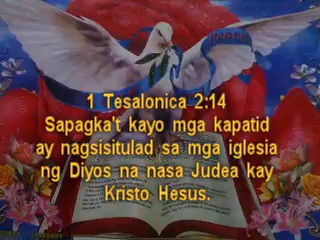 1 Tesalonica 2:14
Sapagka't kayo mga kapatid
ay nagsisitulad sa mga iglesia
ng Diyos na nasa Judea kay
Kristo Hesus.